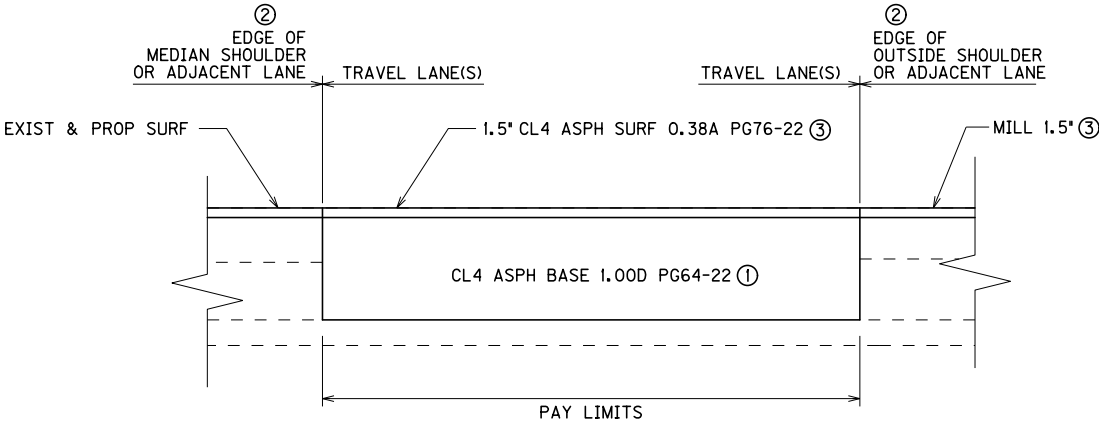 ②
EDGE OF
MEDIAN SHOULDER
OR ADJACENT LANE
TRAVEL LANE(S)
TRAVEL LANE(S)
②
EDGE OF
OUTSIDE SHOULDER
OR ADJACENT LANE
EXIST & PROP SURF
1.5" CL4 ASPH SURF 0.38A PG76-22 ③
MILL 1.5" ③
CL4 ASPH BASE 1.00D PG64-22 ①
PAY LIMITS